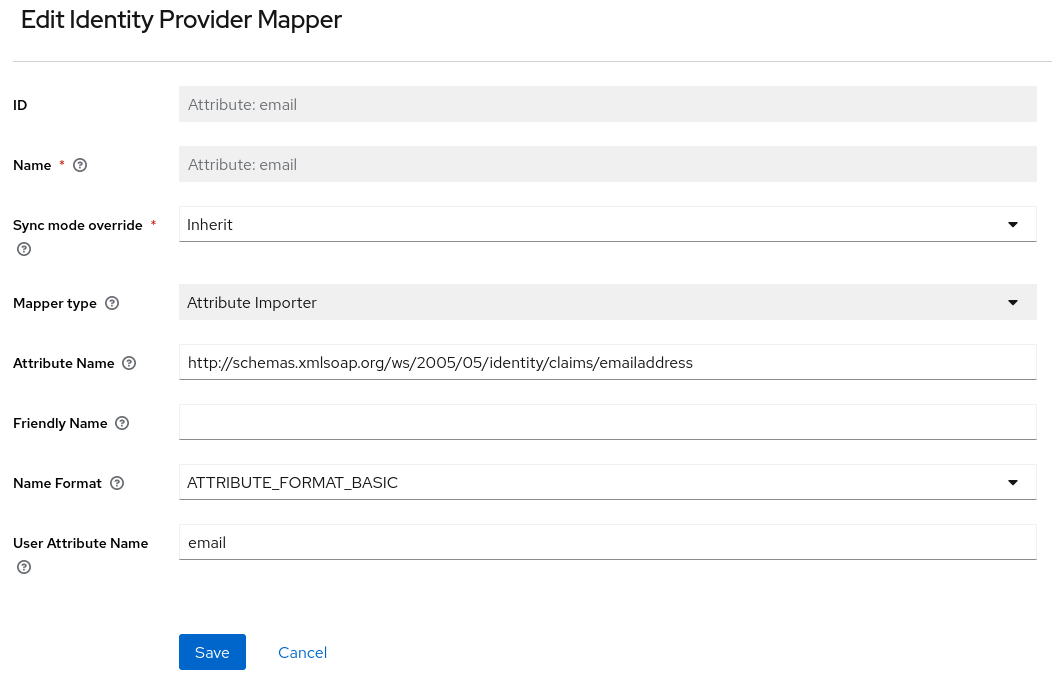 Edit Identity Provider Mapper
ID
Attribute: email
Name *
Attribute: email
Sync mode override *
Inherit
Mapper type
Attribute Importer
Attribute Name
http://schemas.xmlsoap.org/ws/2005/05/identity/claims/emailaddress
Friendly Name
Name Format
ATTRIBUTE_FORMAT_BASIC
User Attribute Name
email
Save
Cancel